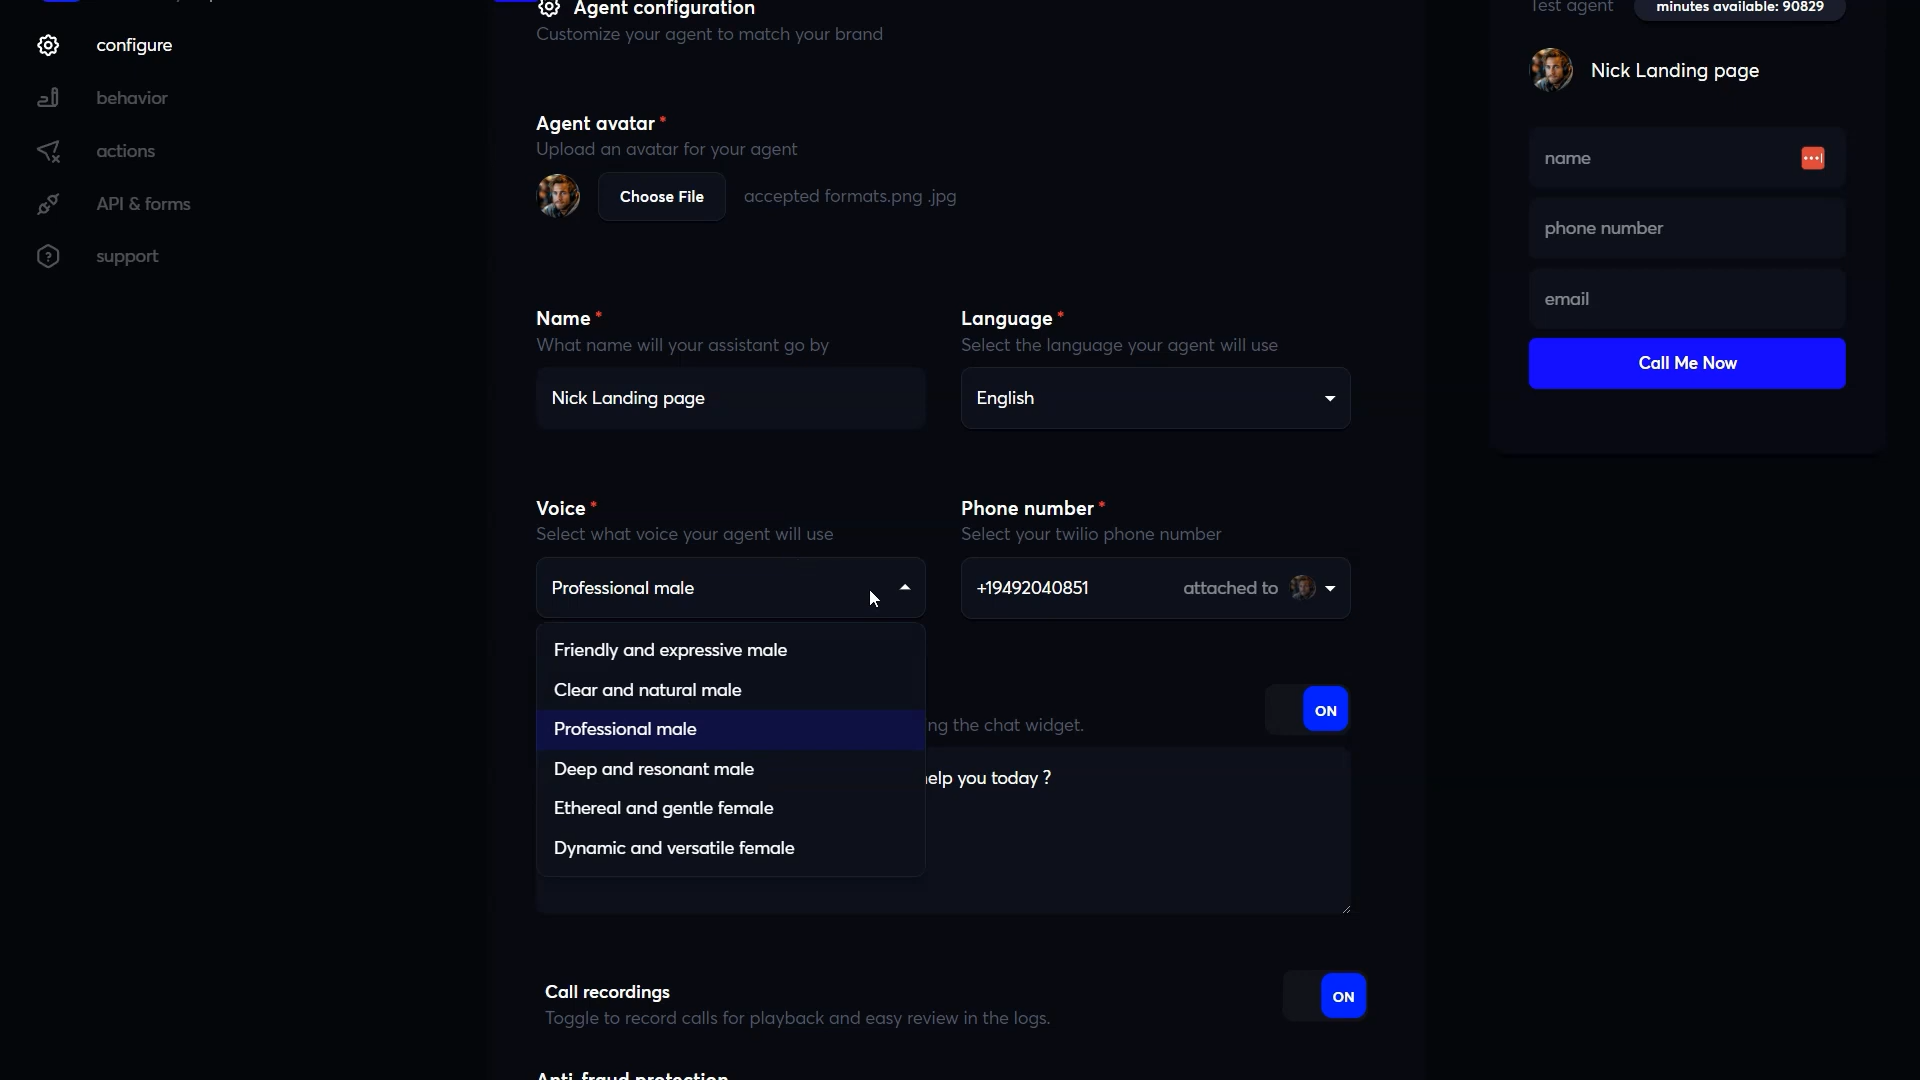 configure
behavior
actions
API & forms
support
Agent configuration
Customize your agent to match your brand
Agent avatar *
Upload an avatar for your agent
Choose File
accepted formats.png .jpg
Name *
What name will your assistant go by
Nick Landing page
Language *
Select the language your agent will use
English
Voice *
Select what voice your agent will use
Professional male
Phone number *
Select your twilio phone number
+19492040851
attached to
Friendly and expressive male
Clear and natural male
Professional male
Deep and resonant male
Ethereal and gentle female
Dynamic and versatile female
ng the chat widget.
ON
elp you today ?
Call recordings
Toggle to record calls for playback and easy review in the logs.
ON
Anti-fraud protection
Test agent
minutes available: 90829
Nick Landing page
name
phone number
email
Call Me Now